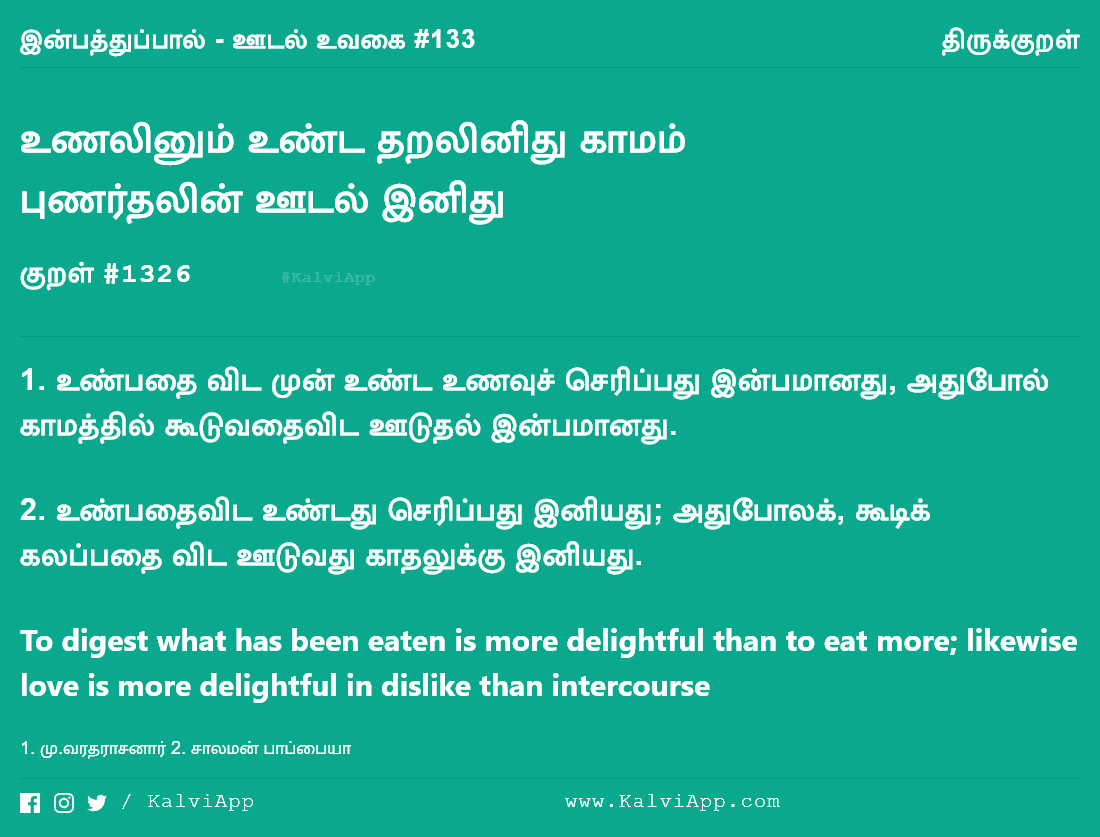 இன்பத்துப்பால் - ஊடல் உவகை #133
திருக்குறள்
உணலினும் உண்ட தறலினிது காமம்
புணர்தலின் ஊடல் இனிது
குறள் #1326
#KalviApp
1. உண்பதை விட முன் உண்ட உணவுச் செரிப்பது இன்பமானது, அதுபோல்
காமத்தில் கூடுவதைவிட ஊடுதல் இன்பமானது.
2. உண்பதைவிட உண்டது செரிப்பது இனியது; அதுபோலக், கூடிக்
கலப்பதை விட ஊடுவது காதலுக்கு இனியது.
To digest what has been eaten is more delightful than to eat more; likewise
love is more delightful in dislike than intercourse
1. மு.வரதராசனார் 2. சாலமன் பாப்பையா
/ KalviApp
www.KalviApp.com